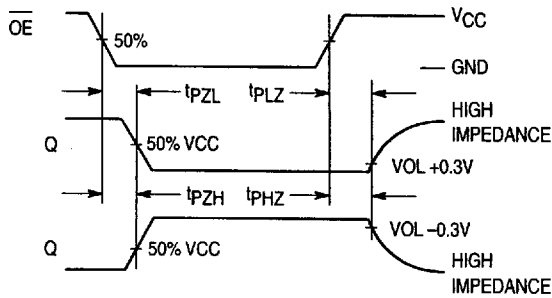 OE
50%
VCC
GND
tPZL
tPLZ
HIGH
IMPEDANCE
Q
50% VCC
VOL +0.3V
tPZH
tPHZ
VOL –0.3V
Q
50% VCC
HIGH
IMPEDANCE